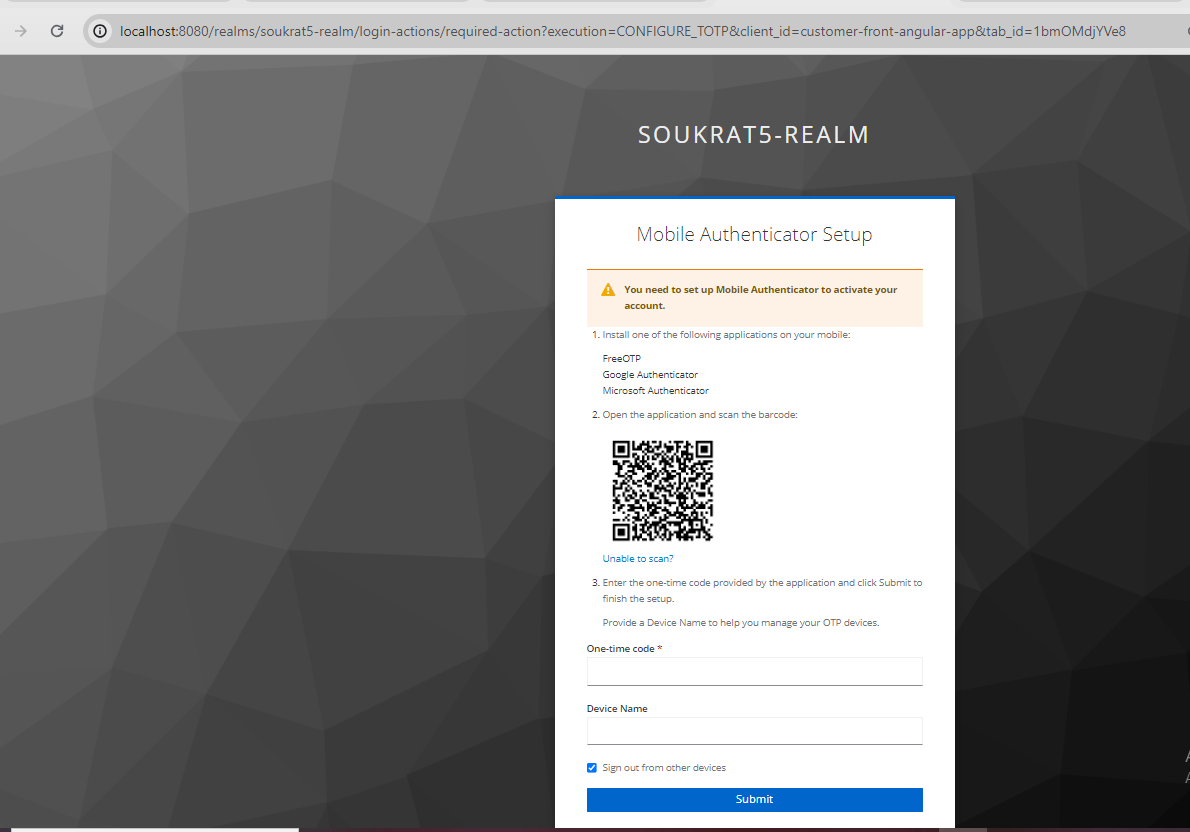 localhost:8080/realms/soukrat5-realm/login-actions/required-action?execution=CONFIGURE_TOTP&client_id=customer-front-angular-app&tab_id=1bmOMdjYVe8
SOUKRAT5-REALM
Mobile Authenticator Setup
You need to set up Mobile Authenticator to activate your
account.
1. Install one of the following applications on your mobile:
FreeOTP
Google Authenticator
Microsoft Authenticator
2. Open the application and scan the barcode:
Unable to scan?
3. Enter the one-time code provided by the application and click Submit to
finish the setup.
Provide a Device Name to help you manage your OTP devices.
One-time code *
Device Name
Sign out from other devices
Submit